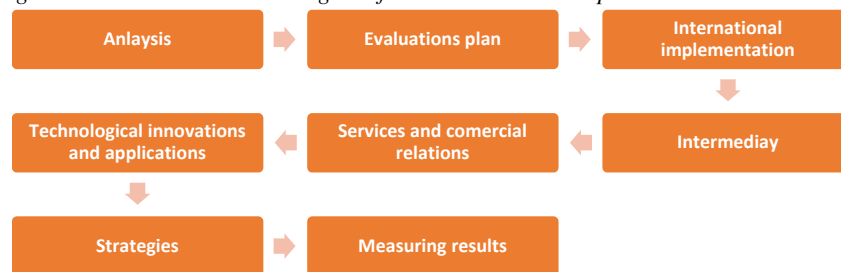 Anlaysis
Evaluations plan
International
implementation
Technological innovations
and applications
Services and comercial
relations
Intermediay
Strategies
Measuring results